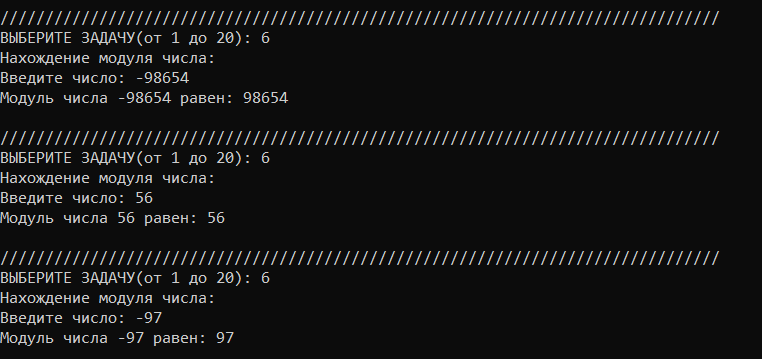 ////////////////////////////////////////////////////////////////////////////////
ВЫБЕРИТЕ ЗАДАЧУ(от 1 до 20): 6
Нахождение модуля числа:
Введите число: -98654
Модуль числа -98654 равен: 98654
////////////////////////////////////////////////////////////////////////////////
ВЫБЕРИТЕ ЗАДАЧУ(от 1 до 20): 6
Нахождение модуля числа:
Введите число: 56
Модуль числа 56 равен: 56
////////////////////////////////////////////////////////////////////////////////
ВЫБЕРИТЕ ЗАДАЧУ(от 1 до 20): 6
Нахождение модуля числа:
Введите число: -97
Модуль числа -97 равен: 97